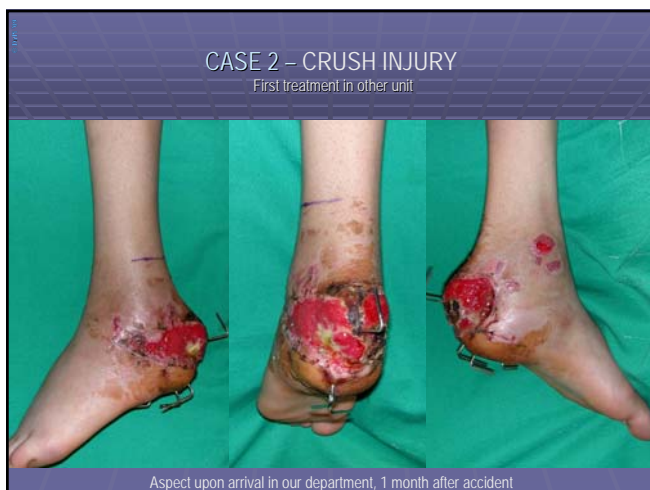 CASE 2 – CRUSH INJURY
First treatment in other unit
Aspect upon arrival in our department, 1 month after accident